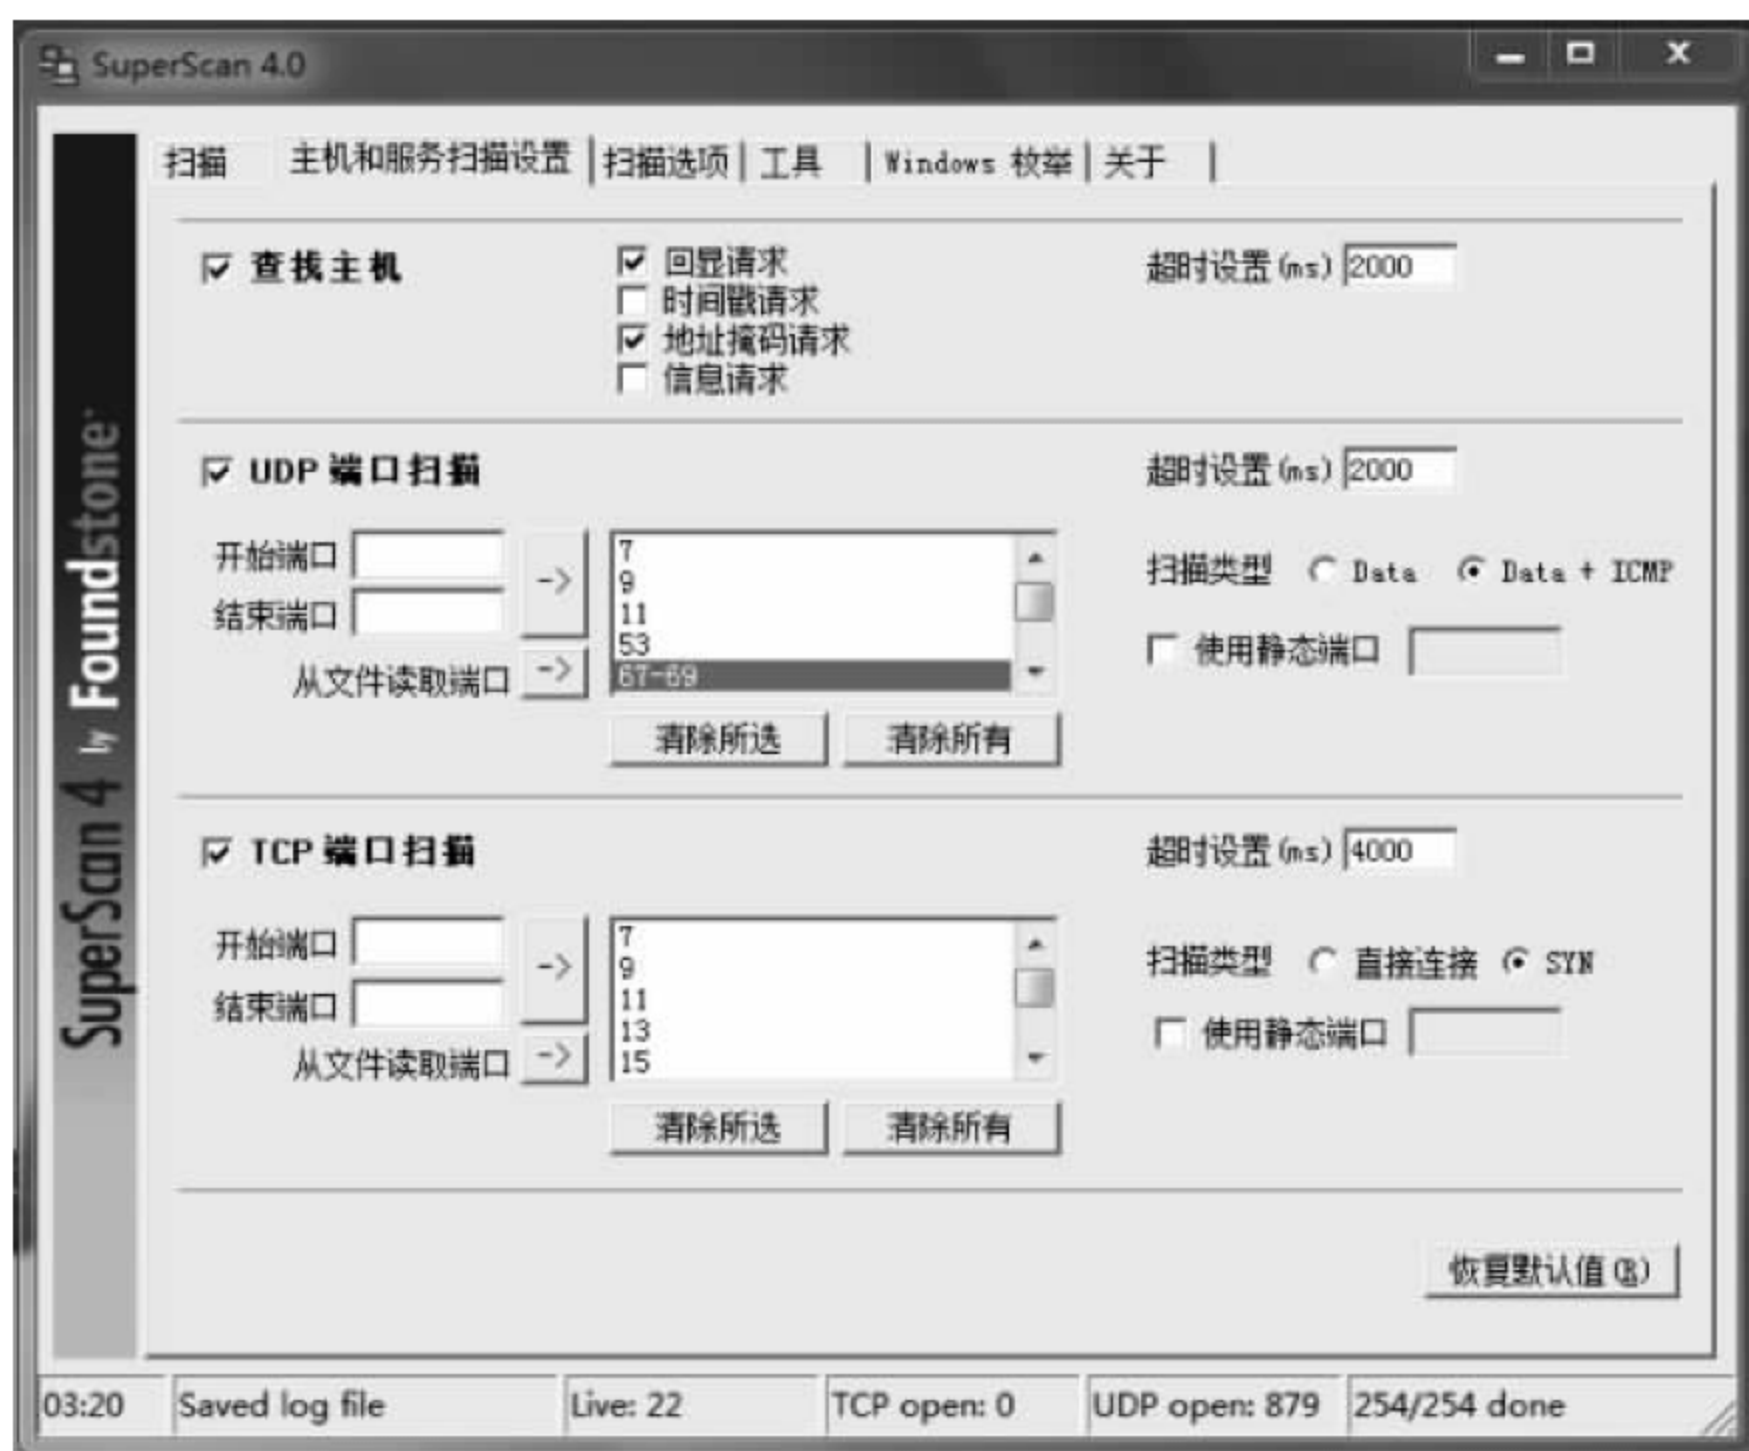 SuperScan 4.0
扫描 主机和服务扫描设置 扫描选项 工具 Windows 枚举 关于
查找主机
回显请求
时间戳请求
地址掩码请求
信息请求
超时设置(ms) 2000
UDP 端口扫描
超时设置(ms) 2000
开始端口
结束端口
从文件读取端口
->
->
7
9
11
53
67-69
清除所选 清除所有
扫描类型 Data Data + ICMP
使用静态端口
TCP 端口扫描
超时设置(ms) 4000
开始端口
结束端口
从文件读取端口
->
->
7
9
11
13
15
清除所选 清除所有
扫描类型 直接连接 SYN
使用静态端口
恢复默认值(R)
SuperScan 4 by Foundstone
03:20 Saved log file Live: 22 TCP open: 0 UDP open: 879 254/254 done